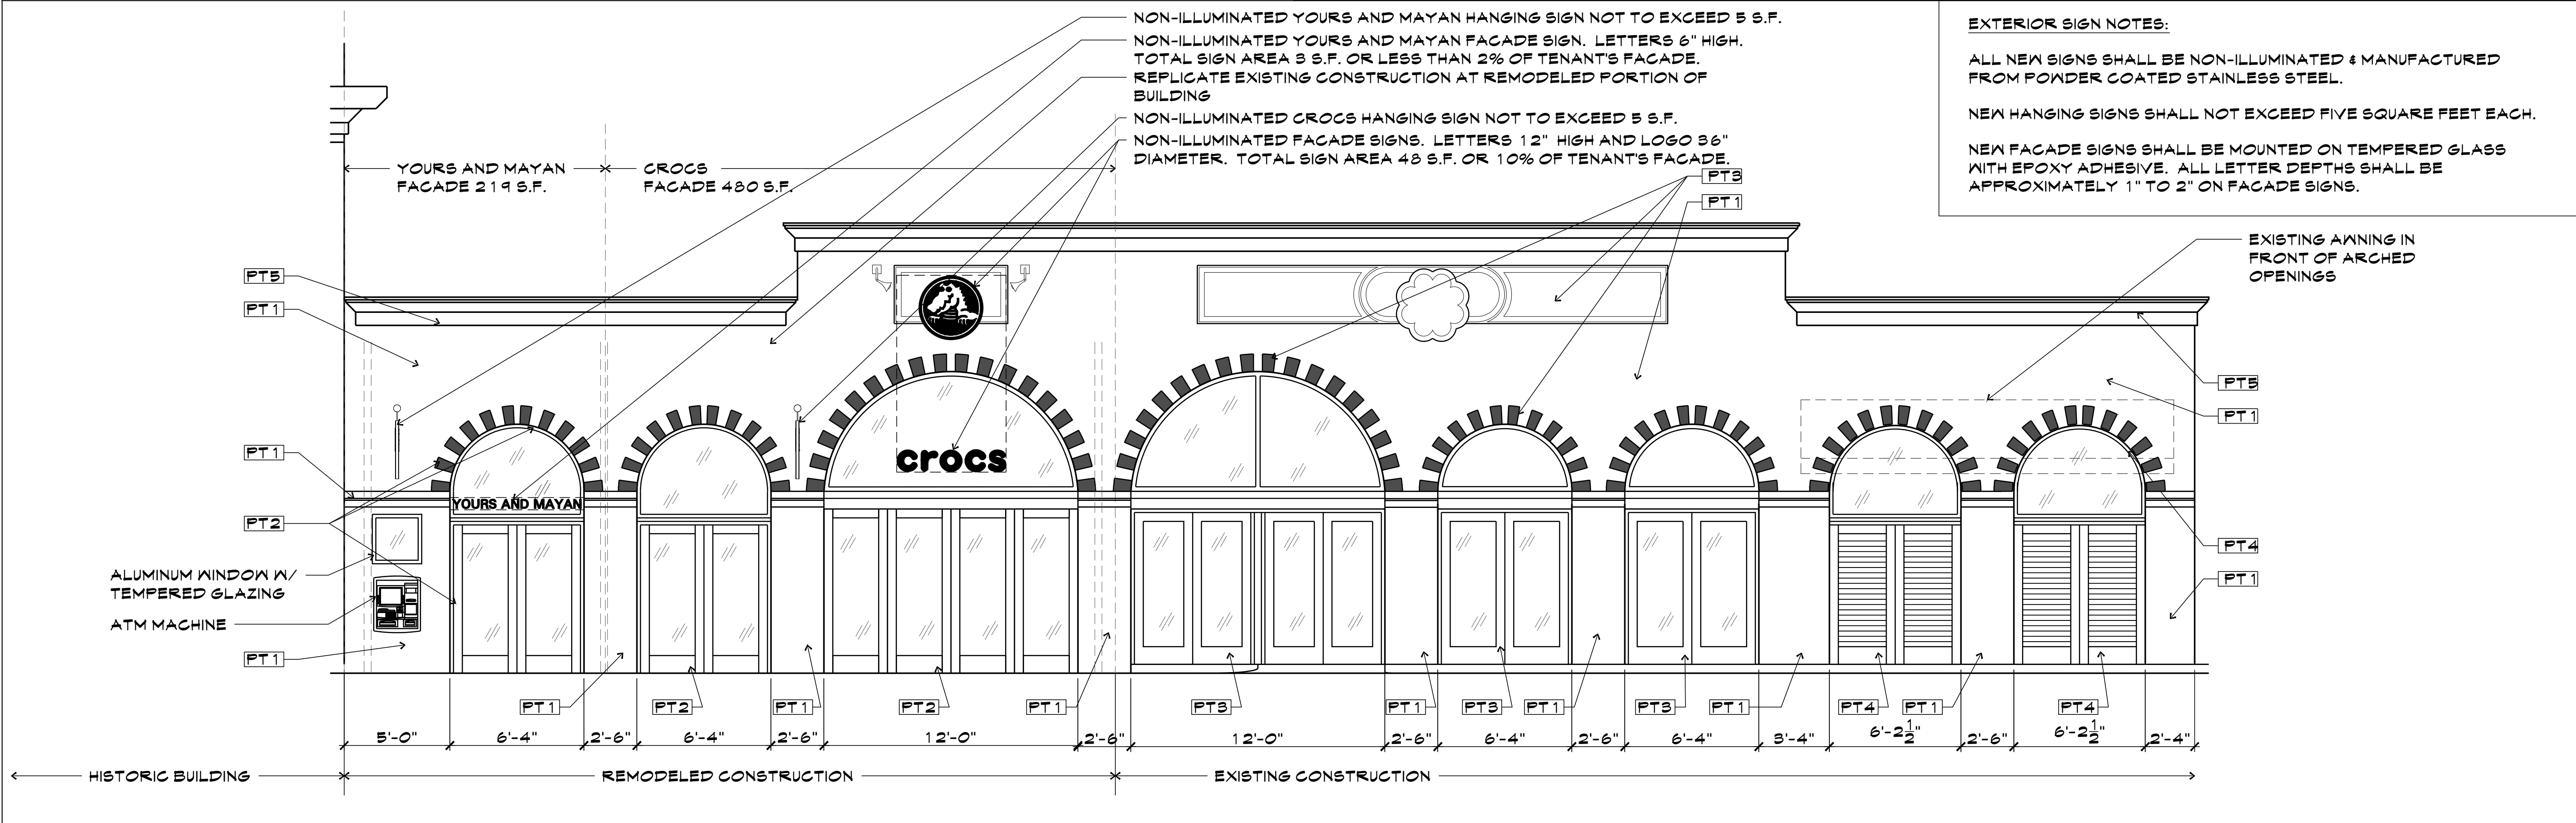 NON-ILLUMINATED YOURS AND MAYAN HANGING SIGN NOT TO EXCEED 5 S.F.
NON-ILLUMINATED YOURS AND MAYAN FACADE SIGN. LETTERS 6" HIGH.
TOTAL SIGN AREA 3 S.F. OR LESS THAN 2% OF TENANT'S FACADE.
REPLICATE EXISTING CONSTRUCTION AT REMODELED PORTION OF
BUILDING
NON-ILLUMINATED CROCS HANGING SIGN NOT TO EXCEED 5 S.F.
NON-ILLUMINATED FACADE SIGNS. LETTERS 12" HIGH AND LOGO 36"
DIAMETER. TOTAL SIGN AREA 48 S.F. OR 10% OF TENANT'S FACADE.
EXTERIOR SIGN NOTES:
ALL NEW SIGNS SHALL BE NON-ILLUMINATED & MANUFACTURED
FROM POWDER COATED STAINLESS STEEL.
NEW HANGING SIGNS SHALL NOT EXCEED FIVE SQUARE FEET EACH.
NEW FACADE SIGNS SHALL BE MOUNTED ON TEMPERED GLASS
WITH EPOXY ADHESIVE. ALL LETTER DEPTHS SHALL BE
APPROXIMATELY 1" TO 2" ON FACADE SIGNS.
YOURS AND MAYAN
FACADE 219 S.F.
CROCS
FACADE 480 S.F.
PT3
PT1
EXISTING AWNING IN
FRONT OF ARCHED
OPENINGS
PT5
PT1
PT5
PT1
PT1
crocs
YOURS AND MAYAN
PT2
PT4
ALUMINUM WINDOW W/
TEMPERED GLAZING
PT1
ATM MACHINE
PT1
PT1
PT2
PT1
PT2
PT1
PT3
PT1
PT3
PT1
PT3
PT1
PT4
PT1
PT4
5'-0"
6'-4"
2'-6"
6'-4"
2'-6"
12'-0"
2'-6"
12'-0"
2'-6"
6'-4"
2'-6"
6'-4"
3'-4"
6'-2 1/2"
2'-6"
6'-2 1/2"
2'-4"
HISTORIC BUILDING
REMODELED CONSTRUCTION
EXISTING CONSTRUCTION